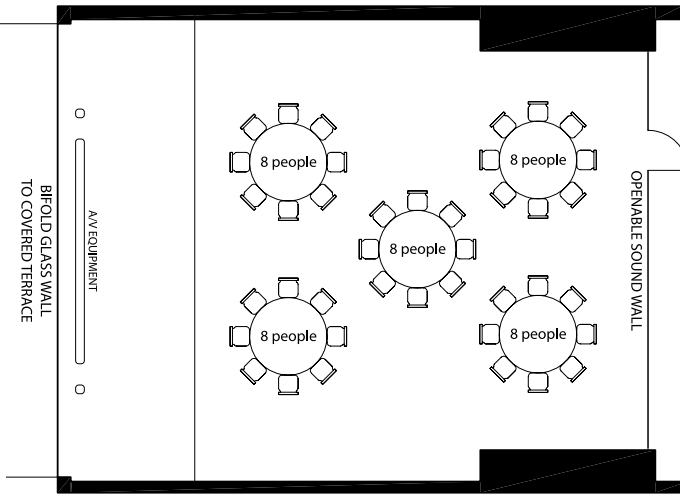 BIFOLD GLASS WALL
TO COVERED TERRACE
A/V EQUIPMENT
8 people
8 people
8 people
8 people
8 people
OPENABLE SOUND WALL